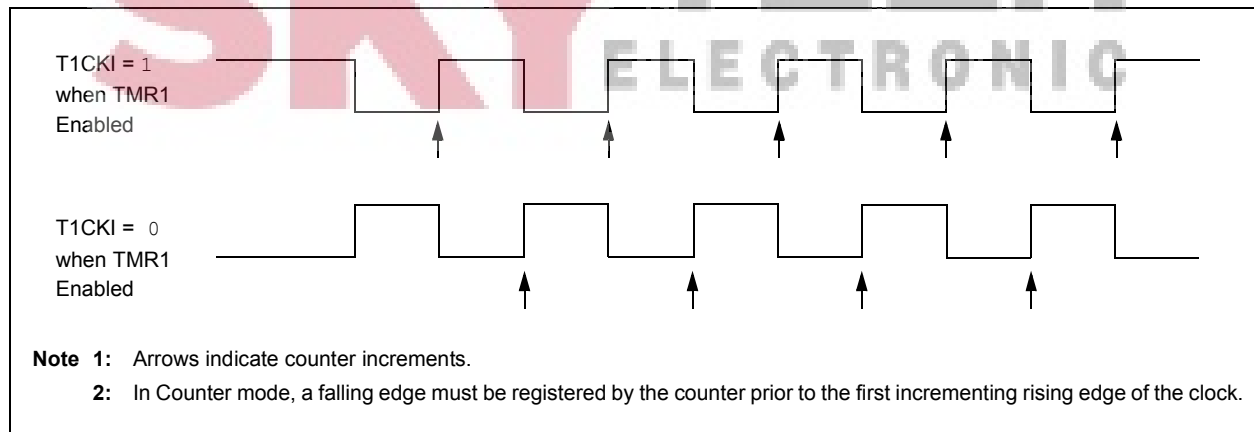 SKY
ELECTRONIC
T1CKI = 1
when TMR1
Enabled
T1CKI = 0
when TMR1
Enabled
Note 1: Arrows indicate counter increments.
2: In Counter mode, a falling edge must be registered by the counter prior to the first incrementing rising edge of the clock.